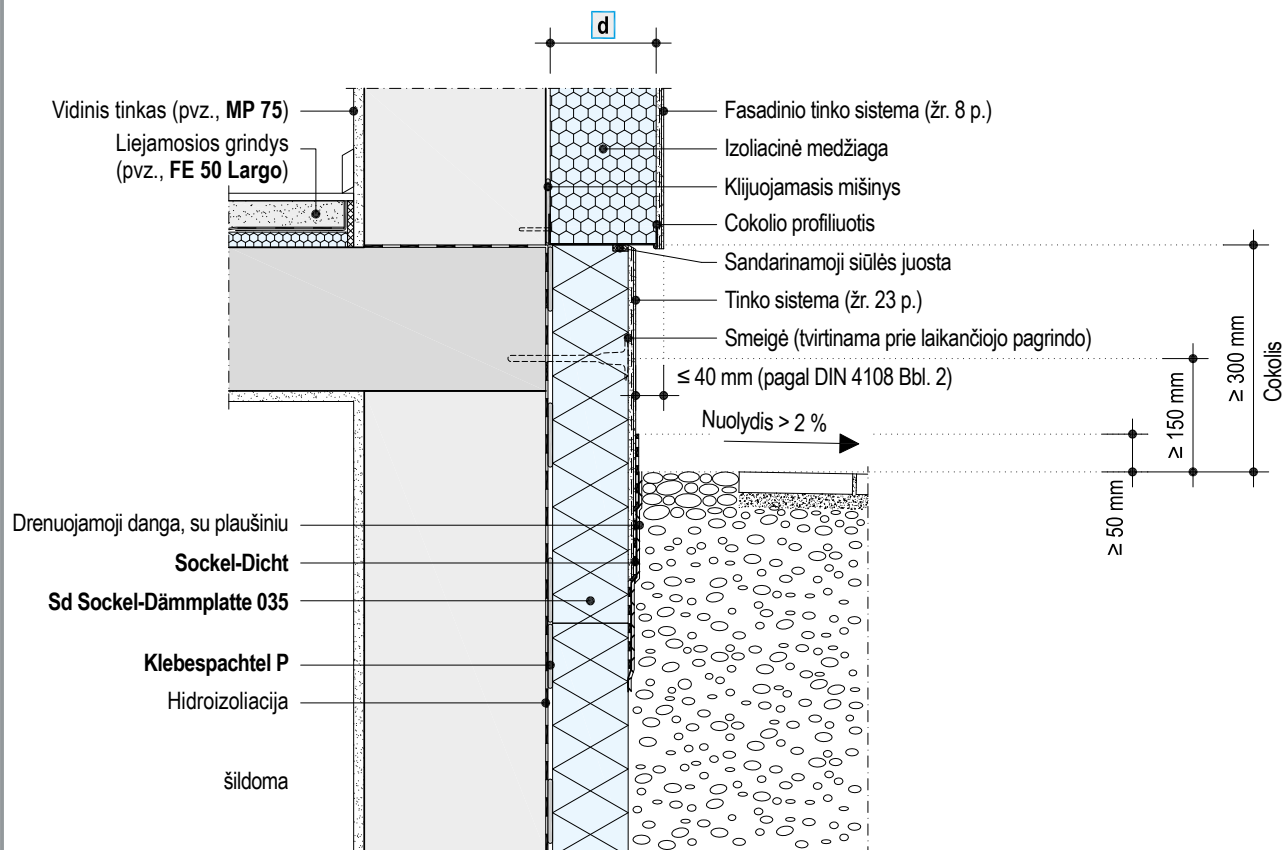 d
Vidinis tinkas (pvz., MP 75)
Liejamosios grindys
(pvz., FE 50 Largo)
Fasadinio tinko sistema (žr. 8 p.)
Izoliacinė medžiaga
Klijuojamasis mišinys
Cokolio profiliuotis
Sandarinamoji siūlės juosta
Tinko sistema (žr. 23 p.)
Smeigė (tvirtinama prie laikančiojo pagrindo)
≤ 40 mm (pagal DIN 4108 Bbl. 2)
Nuolydis > 2 %
≥ 50 mm
≥ 150 mm
≥ 300 mm
Cokolis
Drenuojamoji danga, su plaušiniu
Sockel-Dicht
Sd Sockel-Dämmplatte 035
Klebespachtel P
Hidroizoliacija
šildoma